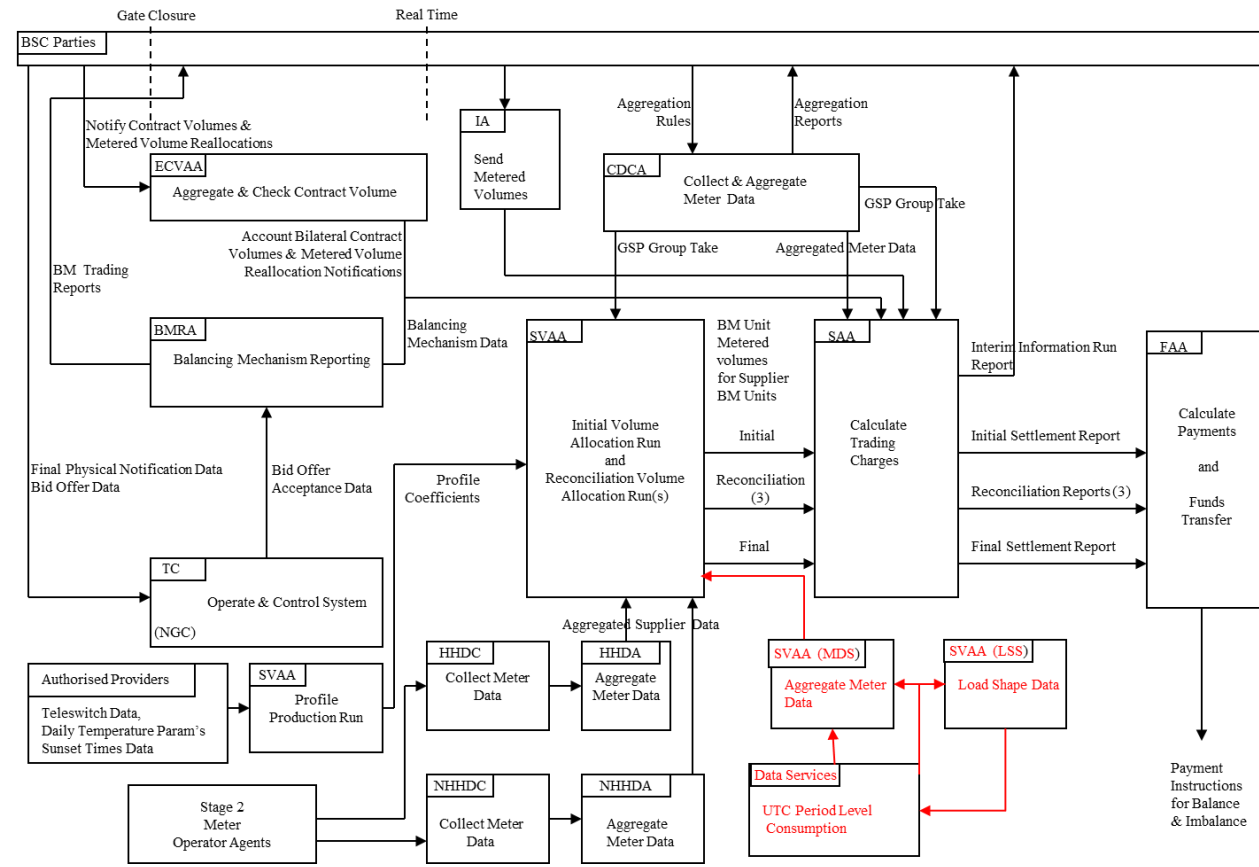 Gate Closure
Real Time
BSC Parties
Notify Contract Volumes &
Metered Volume Reallocations
ECVAA
Aggregate & Check Contract Volume
IA
Send
Metered
Volumes
Aggregation
Rules
Aggregation
Reports
CDCA
Collect & Aggregate
Meter Data
GSP Group Take
GSP Group Take
Aggregated Meter Data
Account Bilateral Contract
Volumes & Metered Volume
Reallocation Notifications
BM Trading
Reports
BMRA
Balancing Mechanism Reporting
Balancing
Mechanism Data
SVAA
Initial Volume
Allocation Run
and
Reconciliation Volume
Allocation Run(s)
BM Unit
Metered
volumes
for Supplier
BM Units
Initial
Reconciliation
(3)
Final
SAA
Calculate
Trading
Charges
Interim Information Run
Report
Initial Settlement Report
Reconciliation Reports (3)
Final Settlement Report
FAA
Calculate
Payments
and
Funds
Transfer
Final Physical Notification Data
Bid Offer Data
Bid Offer
Acceptance Data
Profile
Coefficients
TC
Operate & Control System
(NGC)
Aggregated Supplier Data
Authorised Providers
Teleswitch Data,
Daily Temperature Param's
Sunset Times Data
SVAA
Profile
Production Run
HHDC
Collect Meter
Data
HHDA
Aggregate
Meter Data
SVAA (MDS)
Aggregate Meter
Data
SVAA (LSS)
Load Shape Data
Stage 2
Meter
Operator Agents
NHHDC
Collect Meter
Data
NHHDA
Aggregate
Meter Data
Data Services
UTC Period Level
Consumption
Payment
Instructions
for Balance
& Imbalance